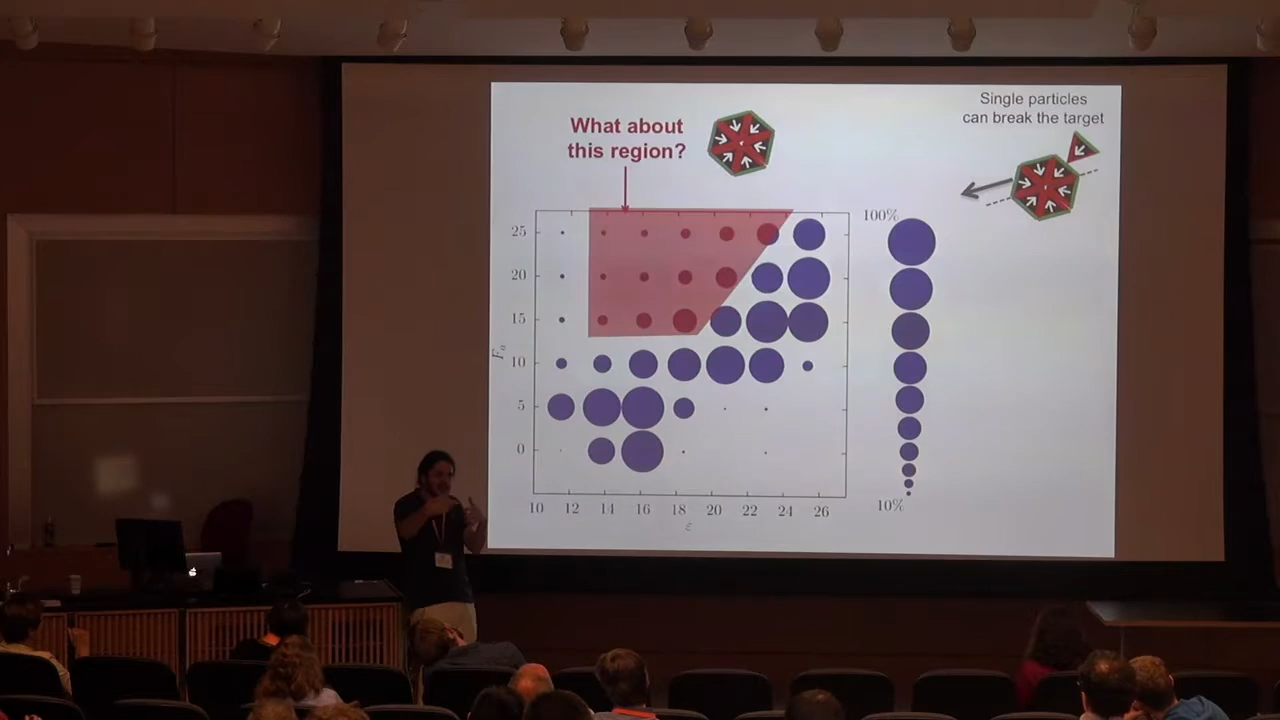 Single particles
can break the target
What about
this region?
100%
25
20
15
10
5
0
F_a
10 12 14 16 18 20 22 24 26
ε
10%